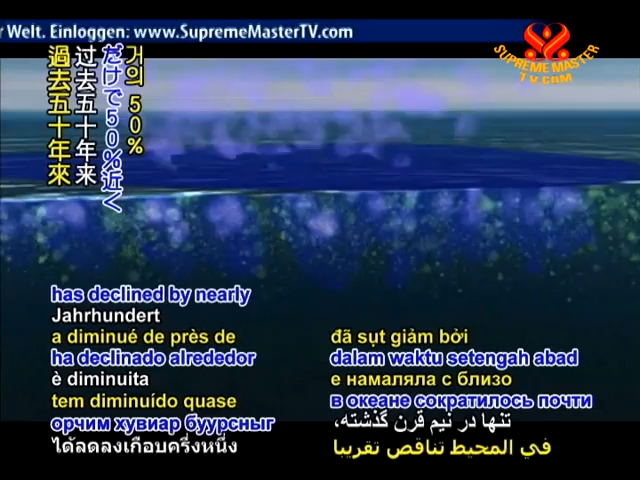 r Welt. Einloggen: www.SupremeMasterTV.com
SUPREME MASTER
TV.COM
거의 50%
だけで50%近く
过去五十年来
過去五十年來
has declined by nearly
Jahrhundert
a diminué de près de
ha declinado alrededor
è diminuita
tem diminuído quase
орчим хувиар буурсныг
ได้ลดลงเกือบครึ่งหนึ่ง
đã sụt giảm bởi
dalam waktu setengah abad
е намаляла с близо
в океане сократилось почти
تنها در نیم قرن گذشته،
في المحيط تناقص تقريبا